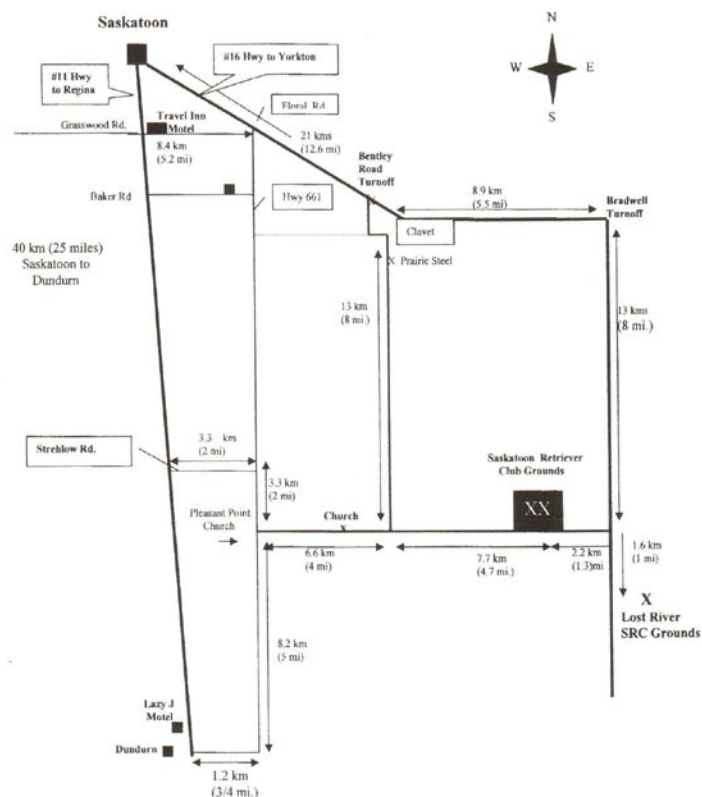 Saskatoon
N
W
E
S
#16 Hwy to Yorkton
#11 Hwy
to Regina
Floral Rd
Travel Inn
Motel
Grasswood Rd.
8.4 km
(5.2 mi)
21 kms
(12.6 mi)
Bentley
Road
Turnoff
8.9 km
(5.5 mi)
Bradwell
Turnoff
Baker Rd
Hwy 661
Clavet
X Prairie Steel
40 km (25 miles)
Saskatoon to
Dundurn
13 km
(8 mi.)
13 kms
(8 mi.)
3.3 km
(2 mi)
Strehlow Rd.
3.3 km
(2 mi)
Saskatoon Retriever
Club Grounds
XX
Pleasant Point
Church
Church
X
6.6 km
(4 mi)
7.7 km
(4.7 mi.)
2.2 km
(1.3)mi
1.6 km
(1 mi)
X
Lost River
SRC Grounds
8.2 km
(5 mi)
Lazy J
Motel
Dundurn
1.2 km
(3/4 mi.)